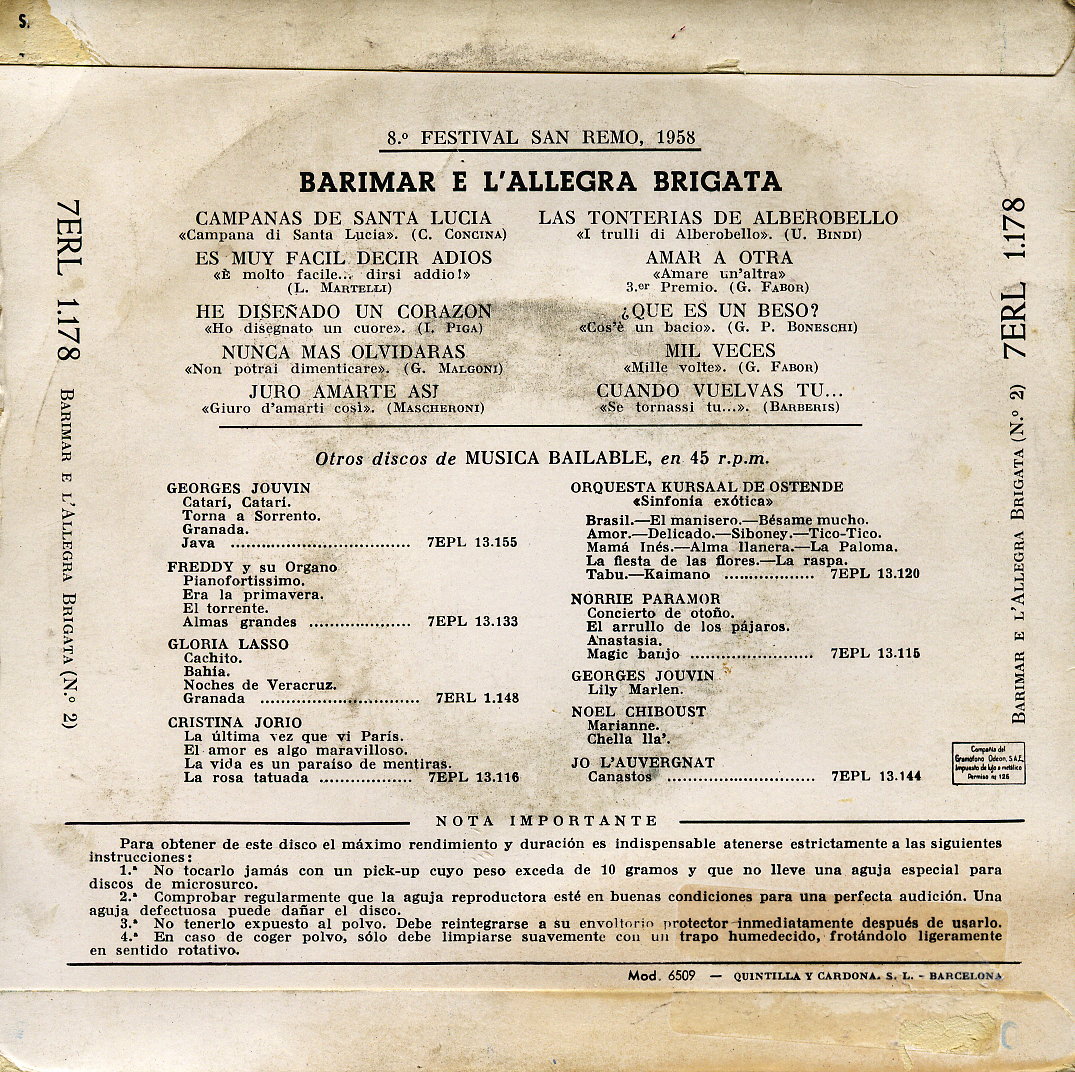 S.
8.º FESTIVAL SAN REMO, 1958
BARIMAR E L'ALLEGRA BRIGATA
CAMPANAS DE SANTA LUCIA
«Campana di Santa Lucia». (C. CONCINA)
ES MUY FACIL DECIR ADIOS
«È molto facile... dirsi addio!»
(L. MARTELLI)
HE DISEÑADO UN CORAZON
«Ho disegnato un cuore». (I. PIGA)
NUNCA MAS OLVIDARAS
«Non potrai dimenticare». (G. MALGONI)
JURO AMARTE ASI
«Giuro d'amarti così». (MASCHERONI)
LAS TONTERIAS DE ALBEROBELLO
«I trulli di Alberobello». (U. BINDI)
AMAR A OTRA
«Amare un'altra»
3.er Premio. (G. FABOR)
¿QUE ES UN BESO?
«Cos'è un bacio». (G. P. BONESCHI)
MIL VECES
«Mille volte». (G. FABOR)
CUANDO VUELVAS TU...
«Se tornassi tu...». (BARBERIS)
7ERL 1.178 BARIMAR E L'ALLEGRA BRIGATA (N.º 2)
BARIMAR E L'ALLEGRA BRIGATA (N.º 2) 7ERL 1.178
Otros discos de MUSICA BAILABLE, en 45 r.p.m.
GEORGES JOUVIN
Catarí, Catarí.
Torna a Sorrento.
Granada.
Java .................................. 7EPL 13.155
FREDDY y su Organo
Pianofortissimo.
Era la primavera.
El torrente.
Almas grandes ................... 7EPL 13.133
GLORIA LASSO
Cachito.
Bahía.
Noches de Veracruz.
Granada .............................. 7ERL 1.148
CRISTINA JORIO
La última vez que vi París.
El amor es algo maravilloso.
La vida es un paraíso de mentiras.
La rosa tatuada ................. 7EPL 13.116
ORQUESTA KURSAAL DE OSTENDE
«Sinfonía exótica»
Brasil.—El manisero.—Bésame mucho.
Amor.—Delicado.—Siboney.—Tico-Tico.
Mamá Inés.—Alma llanera.—La Paloma.
La fiesta de las flores.—La raspa.
Tabu.—Kaimano ................. 7EPL 13.120
NORRIE PARAMOR
Concierto de otoño.
El arrullo de los pájaros.
Anastasia.
Magic banjo ....................... 7EPL 13.115
GEORGES JOUVIN
Lily Marlen.
NOEL CHIBOUST
Marianne.
Chella lla'.
JO L'AUVERGNAT
Canastos ............................ 7EPL 13.144
Compañía del
Gramófono Odeón, S.A.E.
Impuesto de lujo a metálico
Permiso nº 126
NOTA IMPORTANTE
Para obtener de este disco el máximo rendimiento y duración es indispensable atenerse estrictamente a las siguientes
instrucciones:
1.ª No tocarlo jamás con un pick-up cuyo peso exceda de 10 gramos y que no lleve una aguja especial para
discos de microsurco.
2.ª Comprobar regularmente que la aguja reproductora esté en buenas condiciones para una perfecta audición. Una
aguja defectuosa puede dañar el disco.
3.ª No tenerlo expuesto al polvo. Debe reintegrarse a su envoltorio protector inmediatamente después de usarlo.
4.ª En caso de coger polvo, sólo debe limpiarse suavemente con un trapo humedecido, frotándolo ligeramente
en sentido rotativo.
Mod. 6509 — QUINTILLA Y CARDONA. S. L. - BARCELONA
C